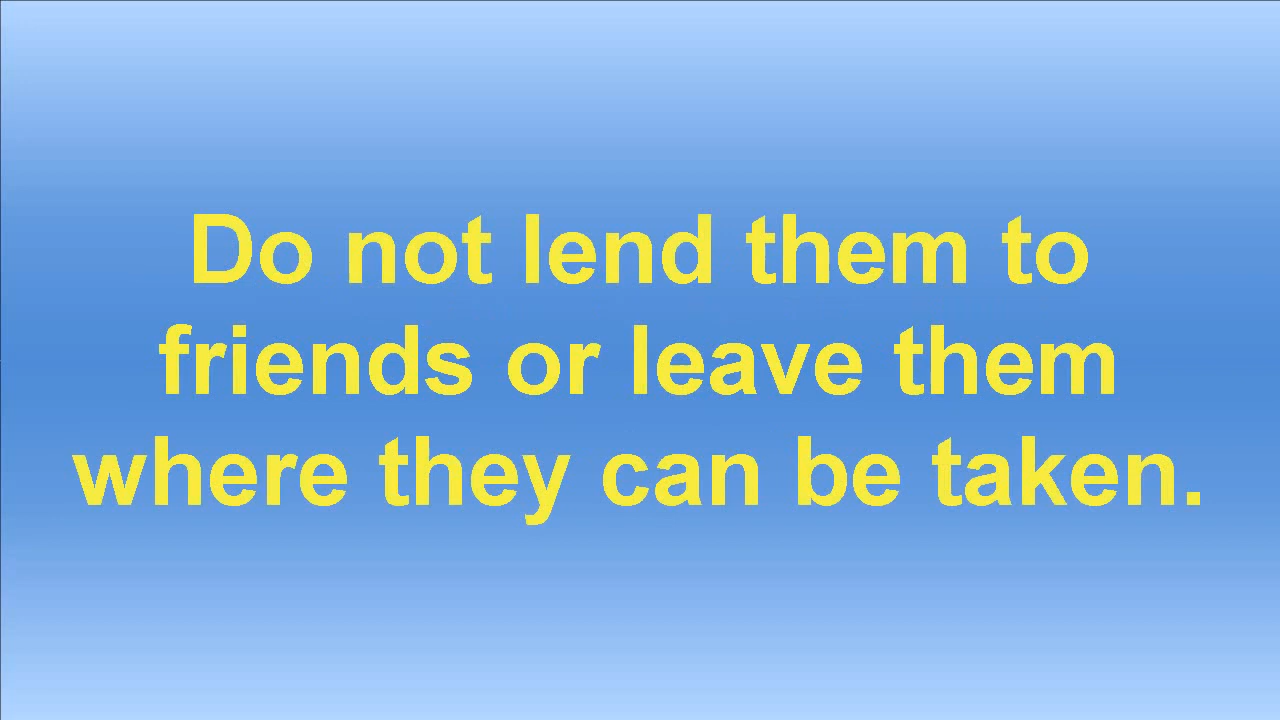 Do not lend them to
friends or leave them
where they can be taken.